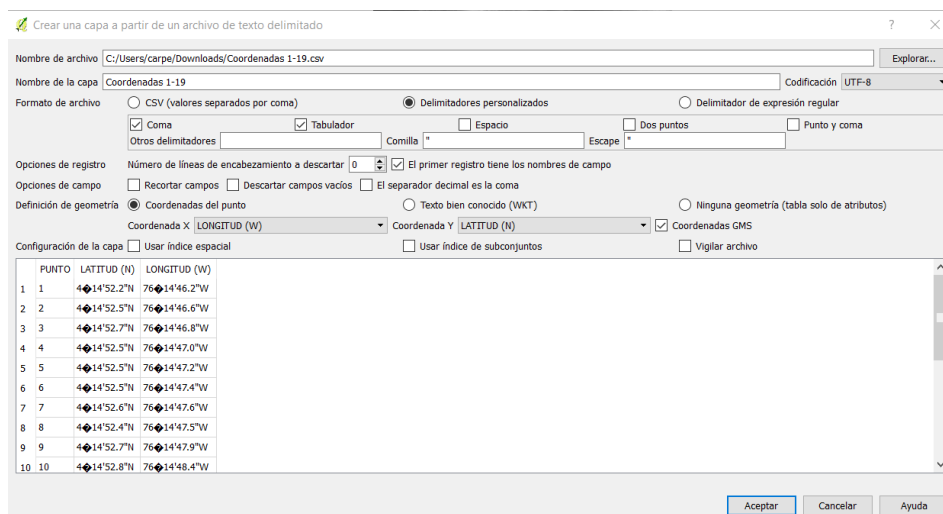 Crear una capa a partir de un archivo de texto delimitado
Nombre de archivo C:/Users/carpe/Downloads/Coordenadas 1-19.csv Explorar...
Nombre de la capa Coordenadas 1-19 Codificación UTF-8
Formato de archivo CSV (valores separados por coma) Delimitadores personalizados Delimitador de expresión regular
Coma Tabulador Espacio Dos puntos Punto y coma
Otros delimitadores Comilla " Escape "
Opciones de registro Número de líneas de encabezamiento a descartar 0 El primer registro tiene los nombres de campo
Opciones de campo Recortar campos Descartar campos vacíos El separador decimal es la coma
Definición de geometría Coordenadas del punto Texto bien conocido (WKT) Ninguna geometría (tabla solo de atributos)
Coordenada X LONGITUD (W) Coordenada Y LATITUD (N) Coordenadas GMS
Configuración de la capa Usar índice espacial Usar índice de subconjuntos Vigilar archivo
PUNTO LATITUD (N) LONGITUD (W)
1 1 4�14'52.2"N 76�14'46.2"W
2 2 4�14'52.5"N 76�14'46.6"W
3 3 4�14'52.7"N 76�14'46.8"W
4 4 4�14'52.5"N 76�14'47.0"W
5 5 4�14'52.5"N 76�14'47.2"W
6 6 4�14'52.5"N 76�14'47.4"W
7 7 4�14'52.6"N 76�14'47.6"W
8 8 4�14'52.4"N 76�14'47.5"W
9 9 4�14'52.7"N 76�14'47.9"W
10 10 4�14'52.8"N 76�14'48.4"W
Aceptar Cancelar Ayuda